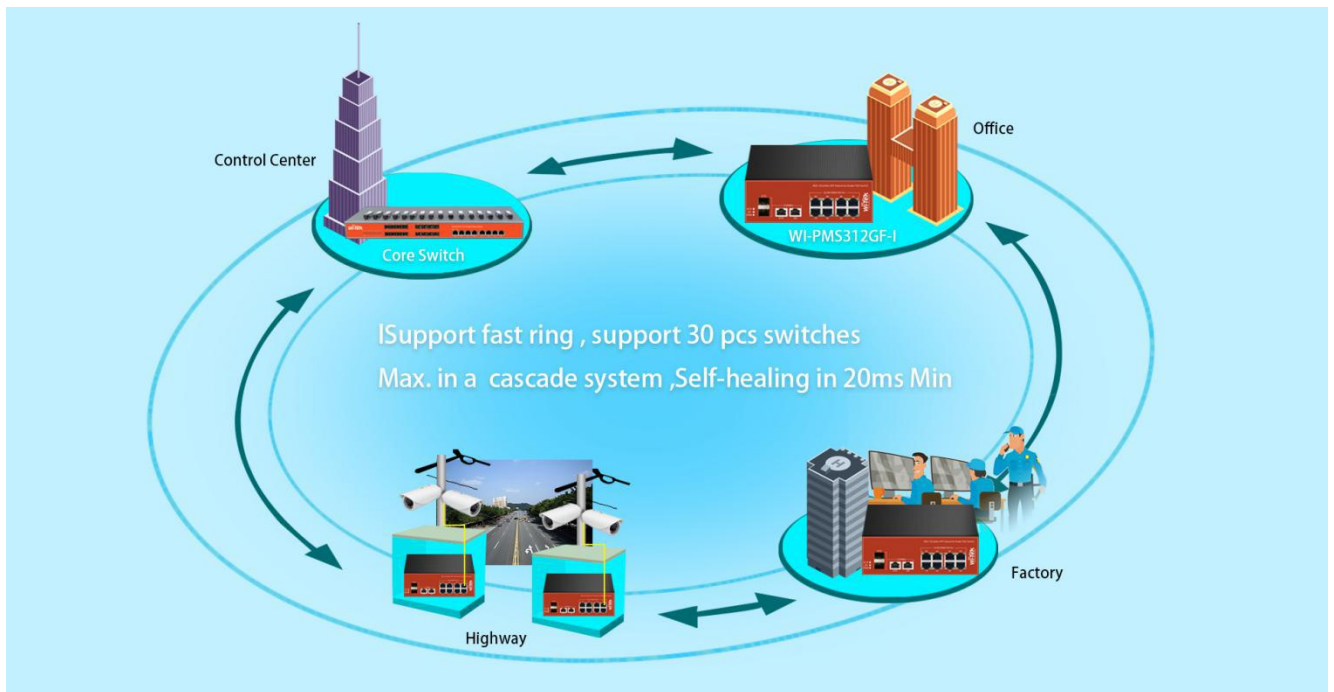 Control Center
Core Switch
Office
WI-PMS312GF-I
ISupport fast ring , support 30 pcs switches
Max. in a cascade system ,Self-healing in 20ms Min
Highway
Factory
H